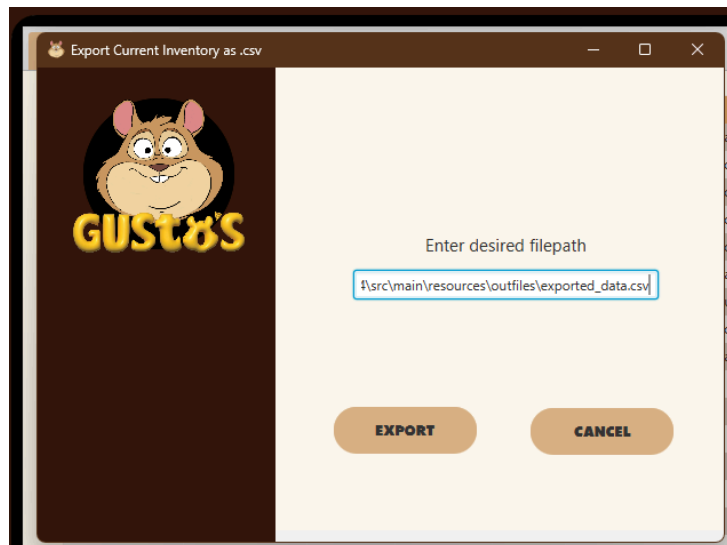 Export Current Inventory as .csv
GUSto'S
Enter desired filepath
\src\main\resources\outfiles\exported_data.csv
EXPORT
CANCEL